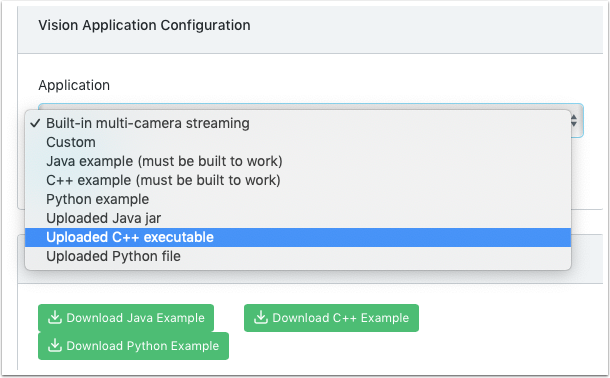 Vision Application Configuration
Application
✓ Built-in multi-camera streaming
Custom
Java example (must be built to work)
C++ example (must be built to work)
Python example
Uploaded Java jar
Uploaded C++ executable
Uploaded Python file
Download Java Example
Download C++ Example
Download Python Example